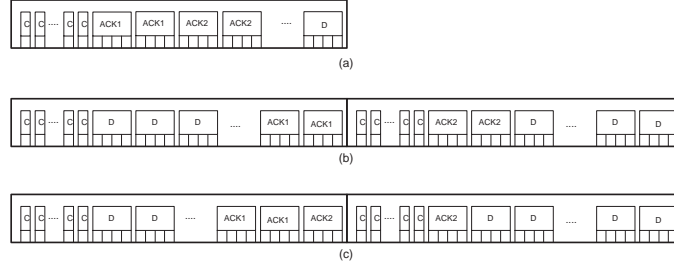 C C .... C C ACK1 ACK1 ACK2 ACK2 .... D
(a)
C C .... C C D D D .... ACK1 ACK1 C C .... C C ACK2 ACK2 D .... D D
(b)
C C .... C C D D .... ACK1 ACK1 ACK2 C C .... C C ACK2 D D .... D D
(c)